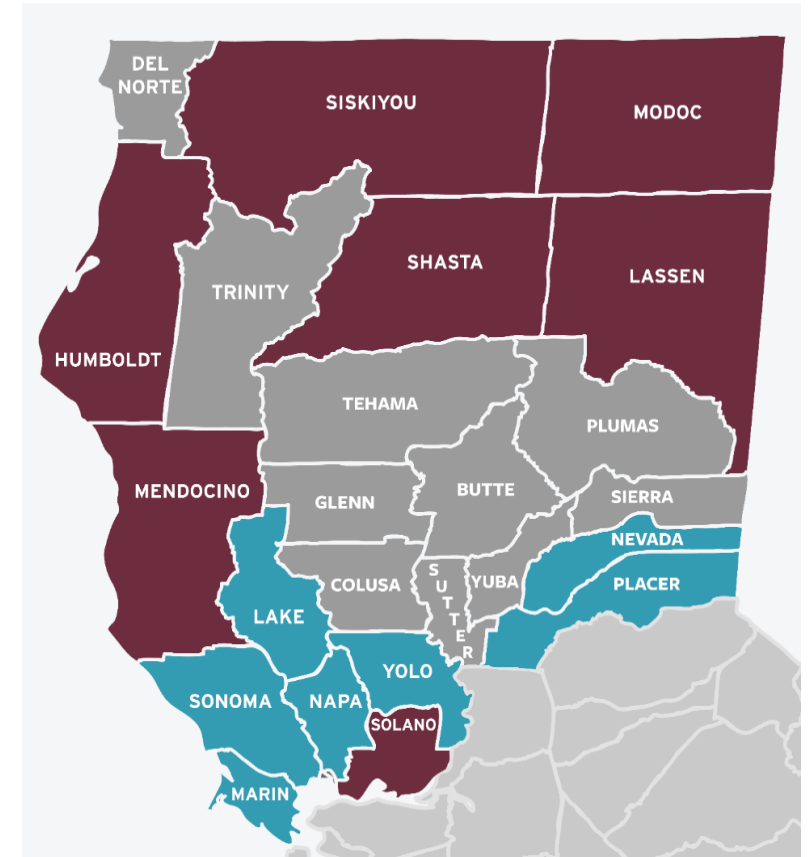 DEL
NORTE
SISKIYOU
MODOC
SHASTA
LASSEN
TRINITY
HUMBOLDT
TEHAMA
PLUMAS
MENDOCINO
GLENN
BUTTE
SIERRA
NEVADA
COLUSA
SUTTER
YUBA
PLACER
LAKE
YOLO
SONOMA
NAPA
SOLANO
MARIN